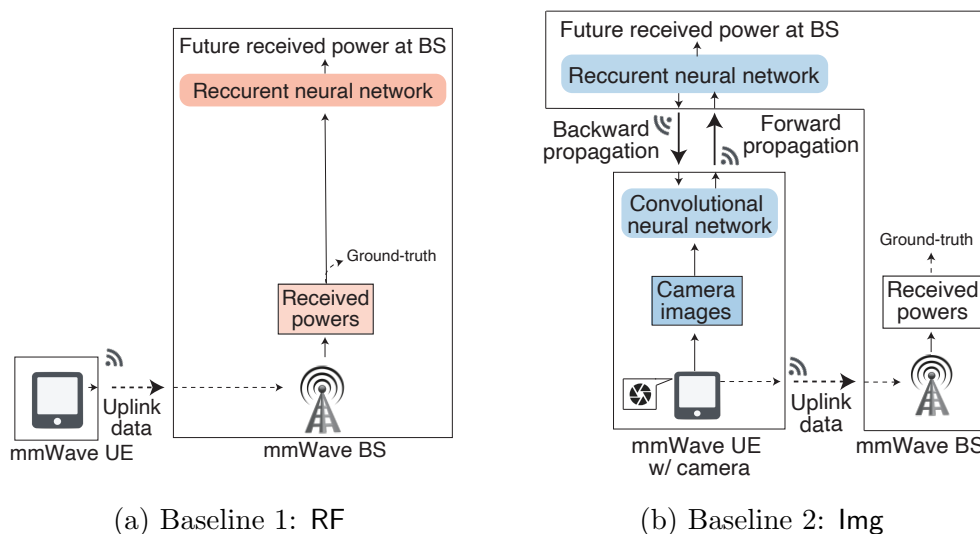 Future received power at BS
Reccurent neural network
Ground-truth
Received
powers
Uplink
data
mmWave UE
mmWave BS
(a) Baseline 1: RF
Future received power at BS
Reccurent neural network
Backward
propagation
Forward
propagation
Convolutional
neural network
Camera
images
Ground-truth
Received
powers
Uplink
data
mmWave UE
w/ camera
mmWave BS
(b) Baseline 2: Img